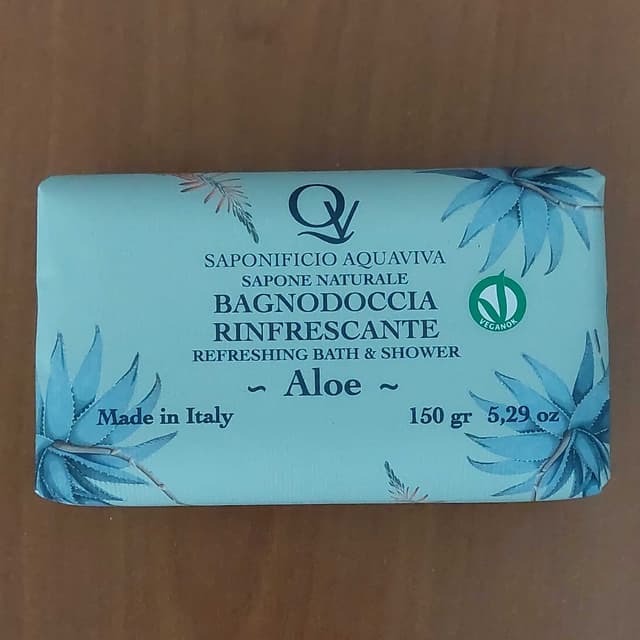 QV
SAPONIFICIO AQUAVIVA
SAPONE NATURALE
BAGNODOCCIA
RINFRESCANTE
VEGANOK
REFRESHING BATH & SHOWER
~ Aloe ~
Made in Italy 150 gr 5,29 oz